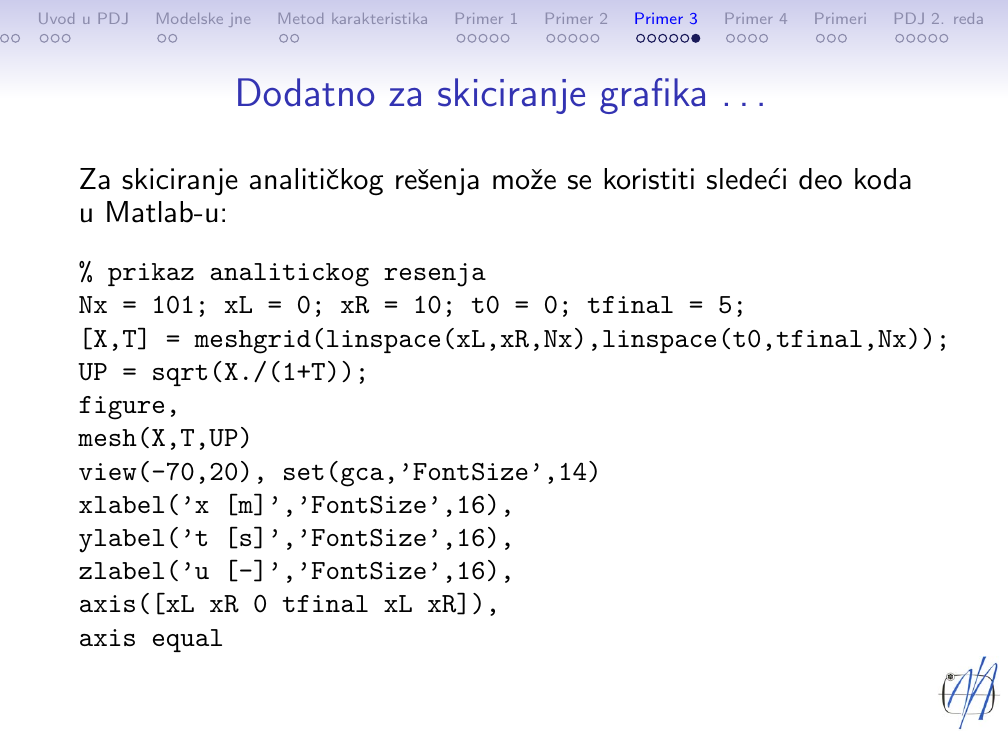 Uvod u PDJ Modelske jne Metod karakteristika Primer 1 Primer 2 Primer 3 Primer 4 Primeri PDJ 2. reda
Dodatno za skiciranje grafika . . .
Za skiciranje analitičkog rešenja može se koristiti sledeći deo koda
u Matlab-u:
% prikaz analitickog resenja
Nx = 101; xL = 0; xR = 10; t0 = 0; tfinal = 5;
[X,T] = meshgrid(linspace(xL,xR,Nx),linspace(t0,tfinal,Nx));
UP = sqrt(X./(1+T));
figure,
mesh(X,T,UP)
view(-70,20), set(gca,’FontSize’,14)
xlabel(’x [m]’,’FontSize’,16),
ylabel(’t [s]’,’FontSize’,16),
zlabel(’u [-]’,’FontSize’,16),
axis([xL xR 0 tfinal xL xR]),
axis equal